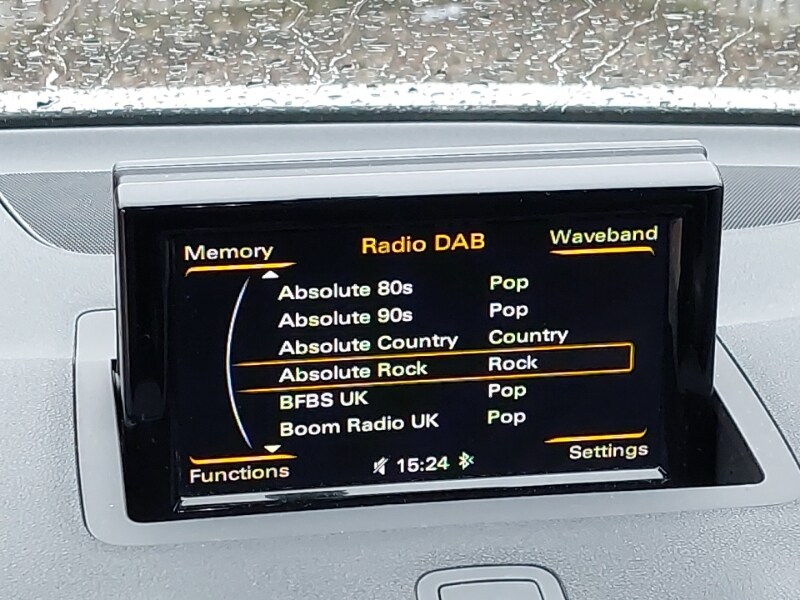 Memory Radio DAB Waveband
Absolute 80s Pop
Absolute 90s Pop
Absolute Country Country
Absolute Rock Rock
BFBS UK Pop
Boom Radio UK Pop
Functions 15:24 Settings